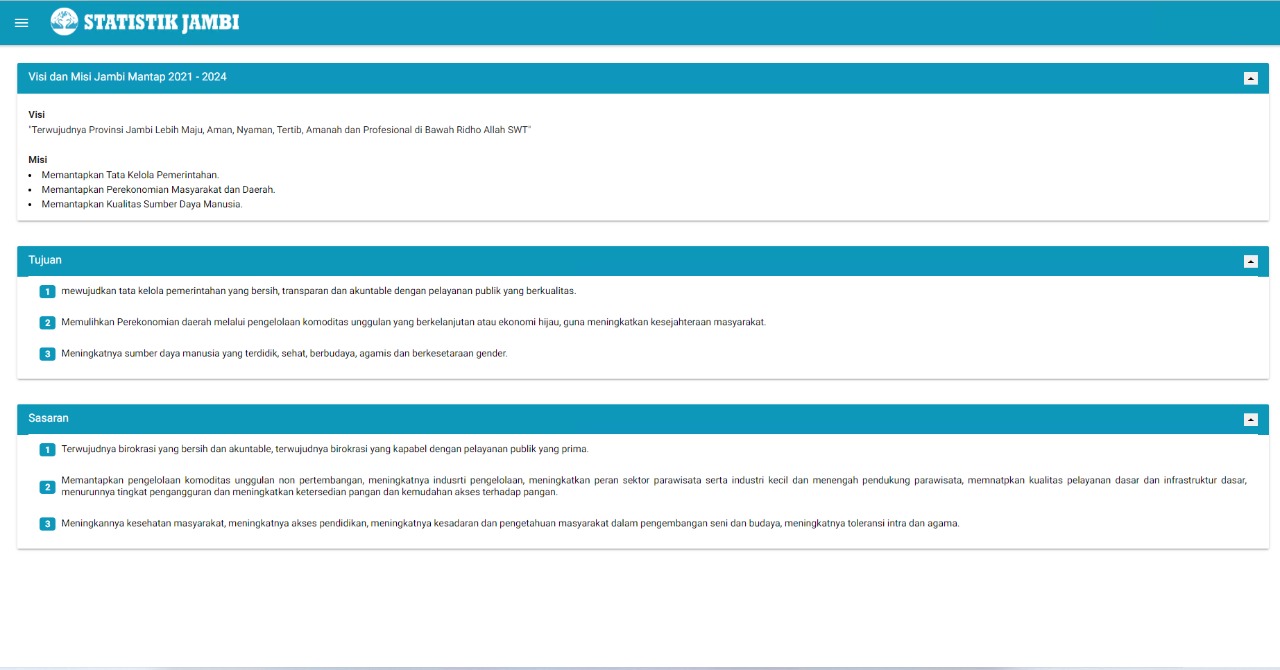 STATISTIK JAMBI
Visi dan Misi Jambi Mantap 2021 - 2024
Visi
"Terwujudnya Provinsi Jambi Lebih Maju, Aman, Nyaman, Tertib, Amanah dan Profesional di Bawah Ridho Allah SWT"
Misi
• Memantapkan Tata Kelola Pemerintahan.
• Memantapkan Perekonomian Masyarakat dan Daerah.
• Memantapkan Kualitas Sumber Daya Manusia.
Tujuan
1 mewujudkan tata kelola pemerintahan yang bersih, transparan dan akuntable dengan pelayanan publik yang berkualitas.
2 Memulihkan Perekonomian daerah melalui pengelolaan komoditas unggulan yang berkelanjutan atau ekonomi hijau, guna meningkatkan kesejahteraan masyarakat.
3 Meningkatnya sumber daya manusia yang terdidik, sehat, berbudaya, agamis dan berkesetaraan gender.
Sasaran
1 Terwujudnya birokrasi yang bersih dan akuntable, terwujudnya birokrasi yang kapabel dengan pelayanan publik yang prima.
2 Memantapkan pengelolaan komoditas unggulan non pertembangan, meningkatnya indusrti pengelolaan, meningkatkan peran sektor parawisata serta industri kecil dan menengah pendukung parawisata, memnatpkan kualitas pelayanan dasar dan infrastruktur dasar,
menurunnya tingkat pengangguran dan meningkatkan ketersedian pangan dan kemudahan akses terhadap pangan.
3 Meningkannya kesehatan masyarakat, meningkatnya akses pendidikan, meningkatnya kesadaran dan pengetahuan masyarakat dalam pengembangan seni dan budaya, meningkatnya toleransi intra dan agama.